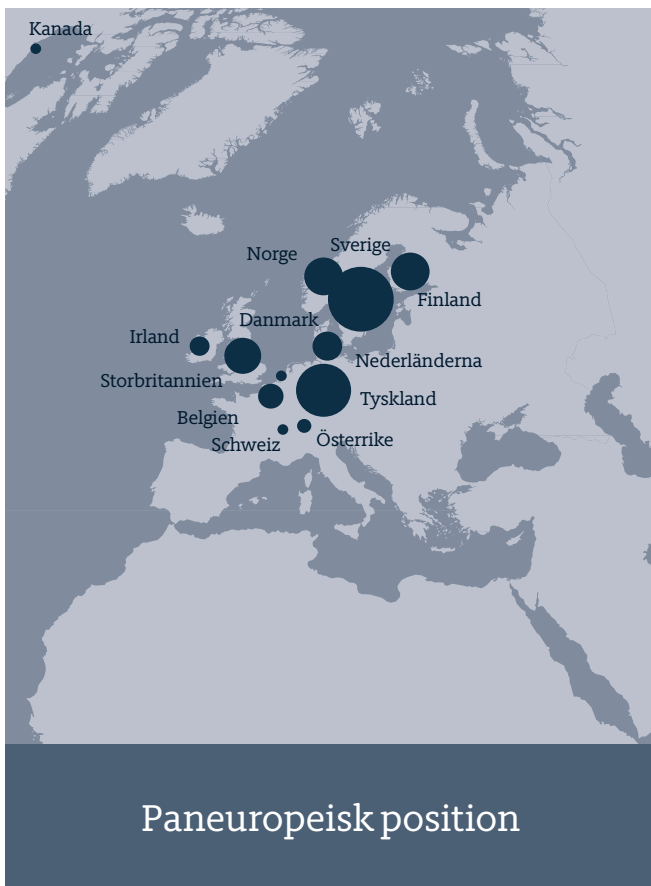 Kanada
Sverige
Norge
Finland
Danmark
Irland
Nederländerna
Storbritannien
Tyskland
Belgien
Österrike
Schweiz
Paneuropeisk position